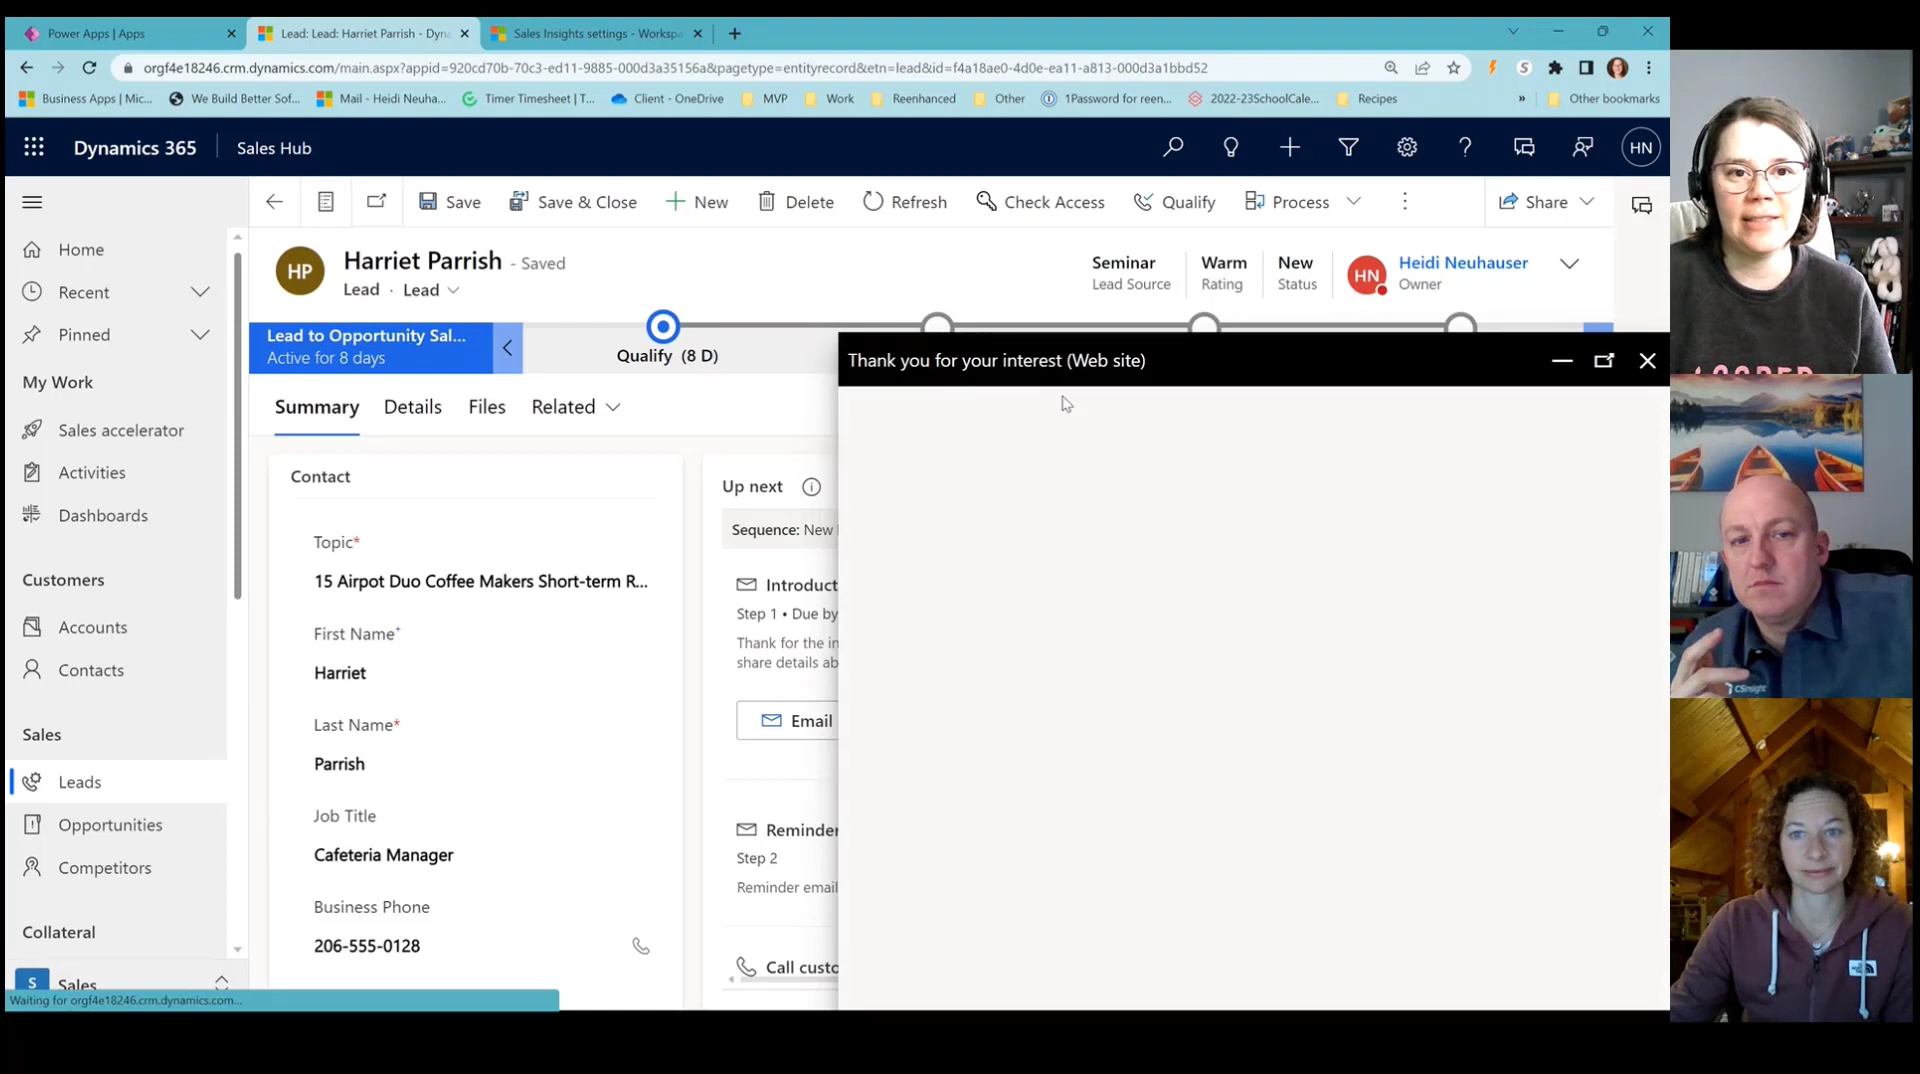 Power Apps | Apps
Lead: Lead: Harriet Parrish - Dyna
Sales Insights settings - Workspa
orgf4e18246.crm.dynamics.com/main.aspx?appid=920cd70b-70c3-ed11-9885-000d3a35156a&pagetype=entityrecord&etn=lead&id=f4a18ae0-4d0e-ea11-a813-000d3a1bbd52
Business Apps | Mic...
We Build Better Sof...
Mail - Heidi Neuha...
Timer Timesheet | T...
Client - OneDrive
MVP
Work
Reenhanced
Other
1Password for reen...
2022-23SchoolCale...
Recipes
»
Other bookmarks
Dynamics 365
Sales Hub
HN
Save
Save & Close
New
Delete
Refresh
Check Access
Qualify
Process
Share
Home
Recent
Pinned
My Work
Sales accelerator
Activities
Dashboards
Customers
Accounts
Contacts
Sales
Leads
Opportunities
Competitors
Collateral
S Sales
Waiting for orgf4e18246.crm.dynamics.com...
HP
Harriet Parrish - Saved
Lead · Lead
Seminar
Lead Source
Warm
Rating
New
Status
HN
Heidi Neuhauser
Owner
Lead to Opportunity Sal...
Active for 8 days
Qualify (8 D)
Summary
Details
Files
Related
Contact
Topic*
15 Airpot Duo Coffee Makers Short-term R...
First Name+
Harriet
Last Name*
Parrish
Job Title
Cafeteria Manager
Business Phone
206-555-0128
Up next
Sequence: New
Introduct
Step 1 • Due by
Thank for the in
share details ab
Email
Reminder
Step 2
Reminder email
Call custo
Thank you for your interest (Web site)
CSinsight